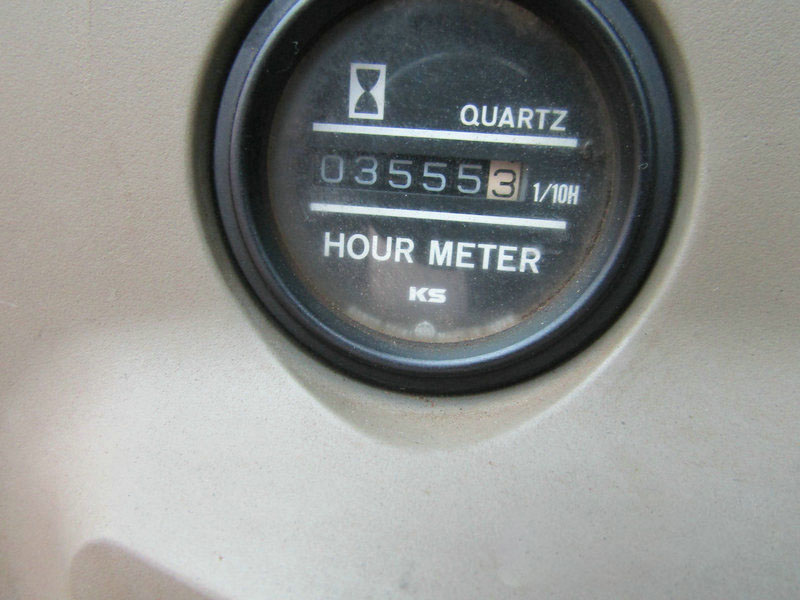 QUARTZ
035553 1/10H
HOUR METER
KS